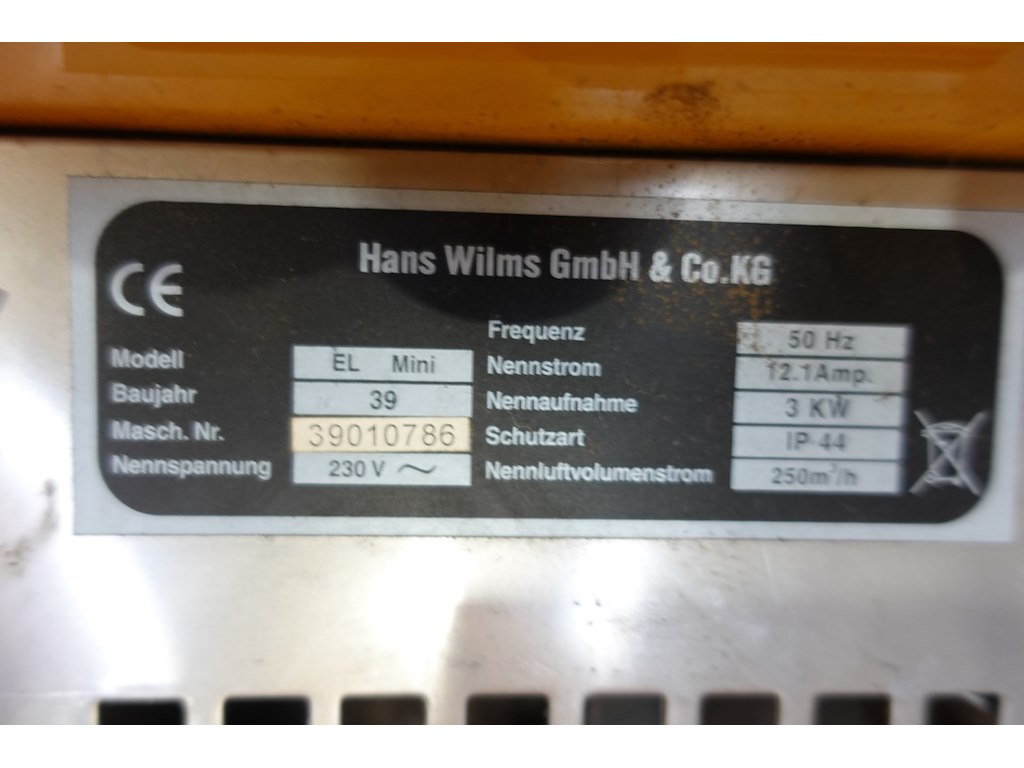 Hans Wilms GmbH & Co.KG
CE
Modell EL Mini
Baujahr 39
Masch. Nr. 39010786
Nennspannung 230 V ~
Frequenz 50 Hz
Nennstrom 12.1Amp.
Nennaufnahme 3 KW
Schutzart IP 44
Nennluftvolumenstrom 250m³/h